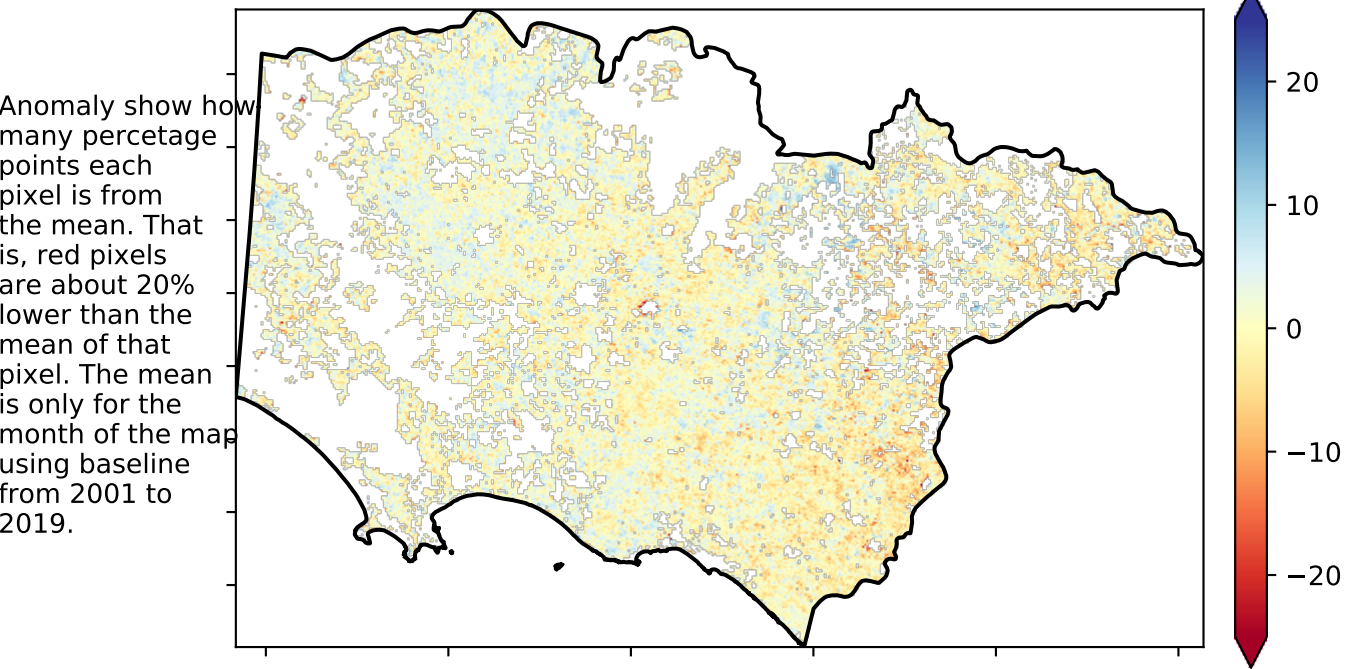 Anomaly show how
many percetage
points each
pixel is from
the mean. That
is, red pixels
are about 20%
lower than the
mean of that
pixel. The mean
is only for the
month of the map
using baseline
from 2001 to
2019.
20
10
0
−10
−20